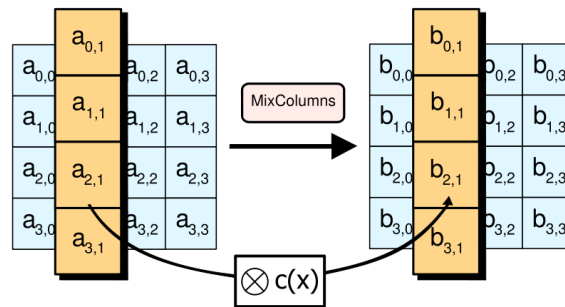 a0,1 b0,1
a0,0 a0,2 a0,3 b0,0 b0,2 b0,3
MixColumns
a1,1 b1,1
a1,0 a1,2 a1,3 b1,0 b1,2 b1,3
a2,1 b2,1
a2,0 a2,2 a2,3 b2,0 b2,2 b2,3
a3,0 a3,2 a3,3 b3,0 b3,2 b3,3
a3,1 b3,1
⊗ c(x)